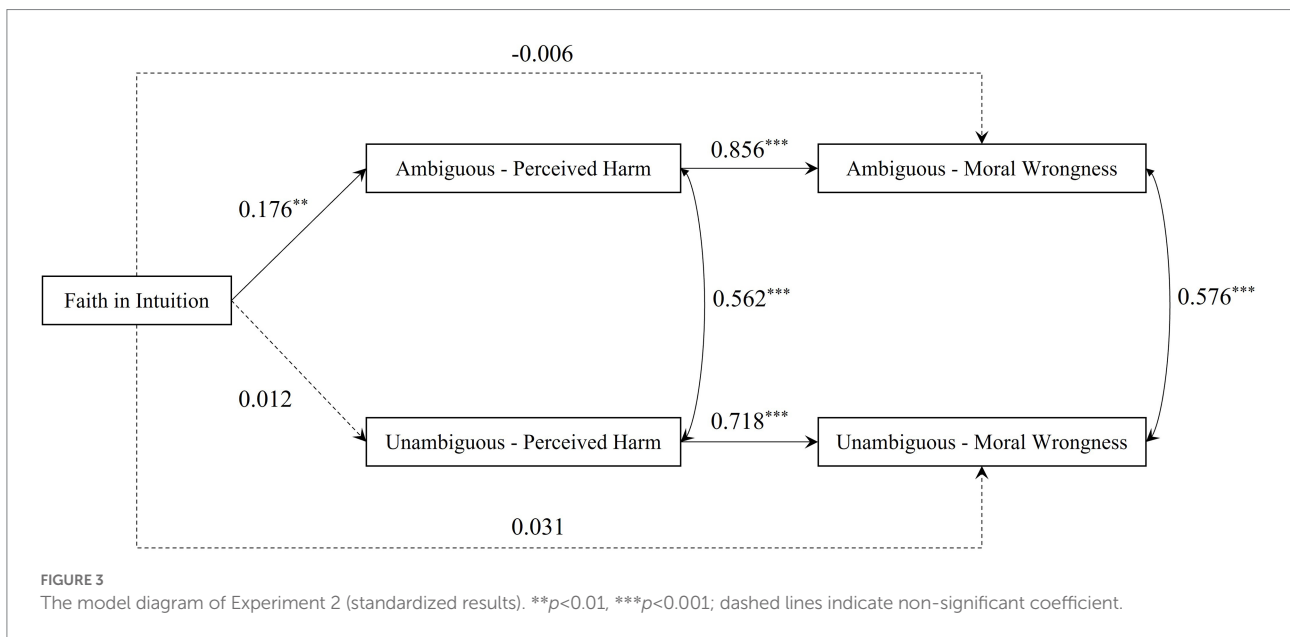 -0.006
Ambiguous - Perceived Harm
0.856***
Ambiguous - Moral Wrongness
0.176**
Faith in Intuition
0.562***
0.576***
0.012
Unambiguous - Perceived Harm
0.718***
Unambiguous - Moral Wrongness
0.031
FIGURE 3
The model diagram of Experiment 2 (standardized results). **p<0.01, ***p<0.001; dashed lines indicate non-significant coefficient.